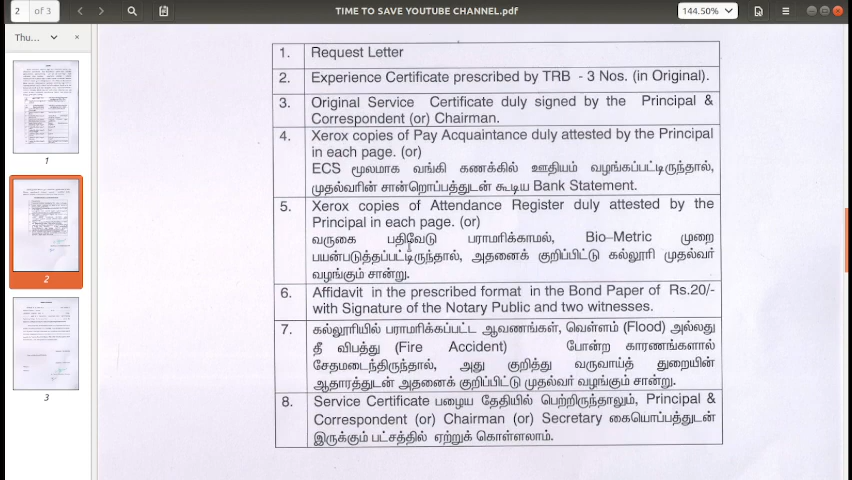 2 of 3
TIME TO SAVE YOUTUBE CHANNEL.pdf
144.50%
Thu...
1
2
3
1. Request Letter
2. Experience Certificate prescribed by TRB - 3 Nos. (in Original).
3. Original Service Certificate duly signed by the Principal &
Correspondent (or) Chairman.
4. Xerox copies of Pay Acquaintance duly attested by the Principal
in each page. (or)
ECS மூலமாக வங்கி கணக்கில் ஊதியம் வழங்கப்பட்டிருந்தால்,
முதல்வரின் சான்றொப்பத்துடன் கூடிய Bank Statement.
5. Xerox copies of Attendance Register duly attested by the
Principal in each page. (or)
வருகை பதிவேடு பராமரிக்காமல், Bio-Metric முறை
பயன்படுத்தப்பட்டிருந்தால், அதனைக் குறிப்பிட்டு கல்லூரி முதல்வர்
வழங்கும் சான்று.
6. Affidavit in the prescribed format in the Bond Paper of Rs.20/-
with Signature of the Notary Public and two witnesses.
7. கல்லூரியில் பராமரிக்கப்பட்ட ஆவணங்கள், வெள்ளம் (Flood) அல்லது
தீ விபத்து (Fire Accident) போன்ற காரணங்களால்
சேதமடைந்திருந்தால், அது குறித்து வருவாய்த் துறையின்
ஆதாரத்துடன் அதனைக் குறிப்பிட்டு முதல்வர் வழங்கும் சான்று.
8. Service Certificate பழைய தேதியில் பெற்றிருந்தாலும், Principal &
Correspondent (or) Chairman (or) Secretary கையொப்பத்துடன்
இருக்கும் பட்சத்தில் ஏற்றுக் கொள்ளலாம்.